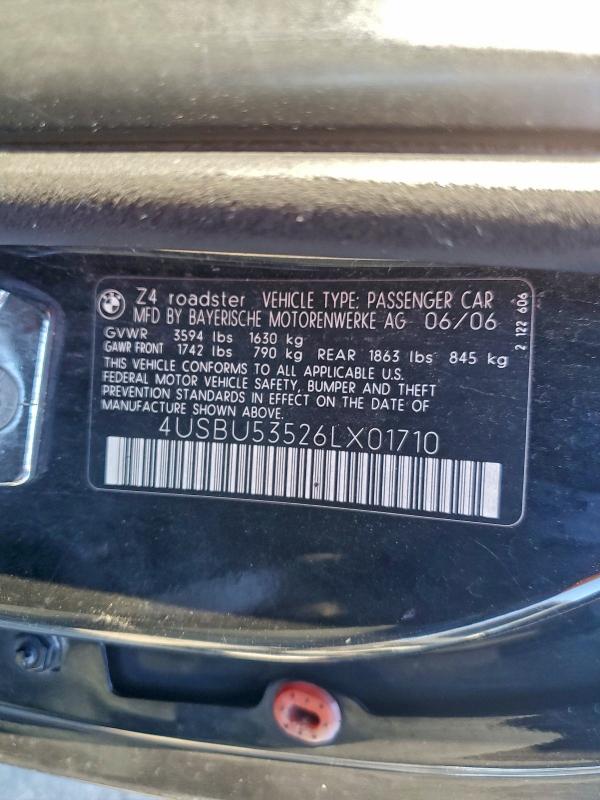 Z4 roadster VEHICLE TYPE: PASSENGER CAR
MFD BY BAYERISCHE MOTORENWERKE AG 06/06
GVWR 3594 lbs 1630 kg
GAWR FRONT 1742 lbs 790 kg REAR 1863 lbs 845 kg
THIS VEHICLE CONFORMS TO ALL APPLICABLE U.S.
FEDERAL MOTOR VEHICLE SAFETY, BUMPER AND THEFT
PREVENTION STANDARDS IN EFFECT ON THE DATE OF
MANUFACTURE SHOWN ABOVE.
4USBU53526LX01710
2 122 606